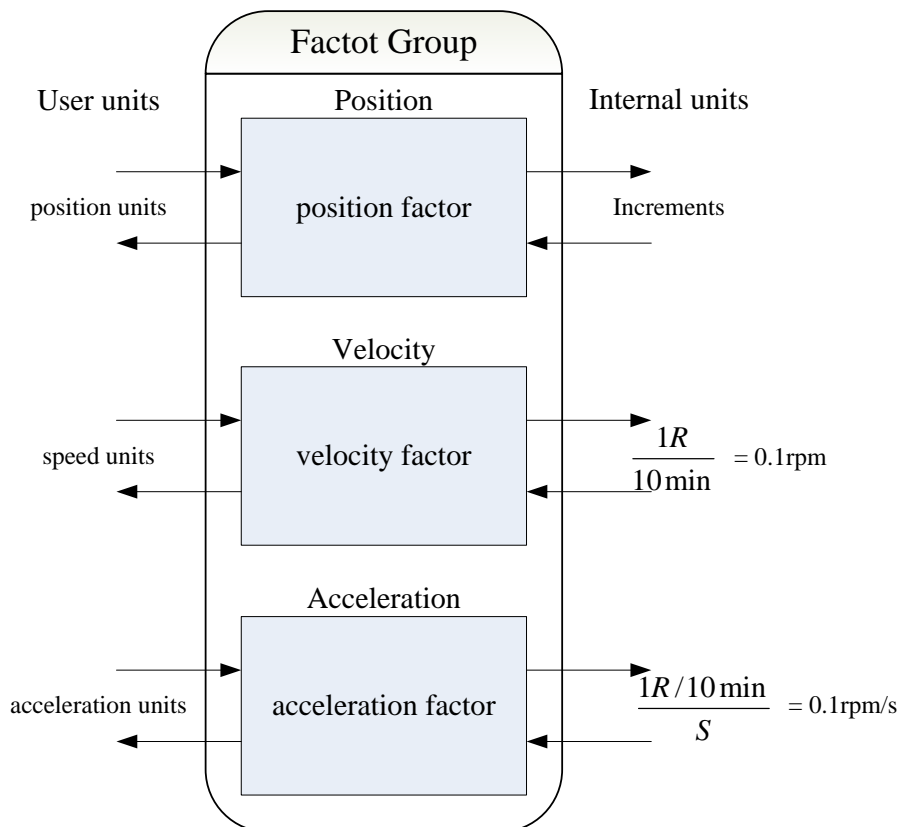 Factot Group
User units
Position
Internal units
position units
position factor
Increments
Velocity
speed units
velocity factor
1R/10 min = 0.1rpm
Acceleration
acceleration units
acceleration factor
1R/10 min/S = 0.1rpm/s